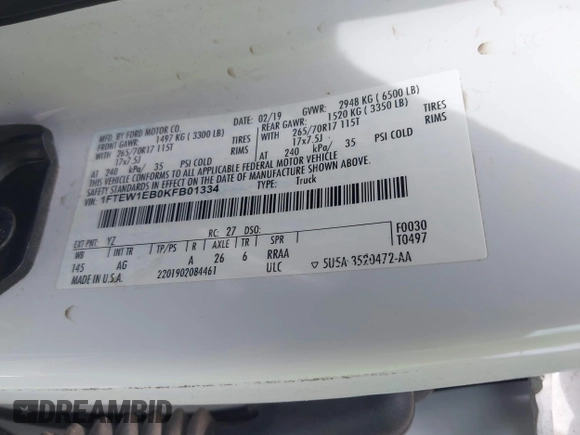 MFD. BY FORD MOTOR CO.
DATE: 02/19 GVWR: 2948 KG ( 6500 LB)
FRONT GAWR: 1497 KG ( 3300 LB) REAR GAWR: 1520 KG ( 3350 LB)
WITH 265/70R17 115T TIRES WITH 265/70R17 115T TIRES
17x7.5J RIMS 17x7.5J RIMS
AT 240 kPa/ 35 PSI COLD AT 240 kPa/ 35 PSI COLD
THIS VEHICLE CONFORMS TO ALL APPLICABLE FEDERAL MOTOR VEHICLE
SAFETY, BUMPER, AND THEFT PREVENTION STANDARDS IN
EFFECT ON THE DATE OF MANUFACTURE SHOWN ABOVE.
VIN: 1FTEW1EB0KFB01334 TYPE: Truck
EXT PNT: YZ RC: 27 DSO: F0030
WB INT TR TP/PS R AXLE TR SPR T0497
145 AG A 26 6 RRAA
MADE IN U.S.A. 2201902084461 ULC 5U5A-3520472-AA
DREAMBID